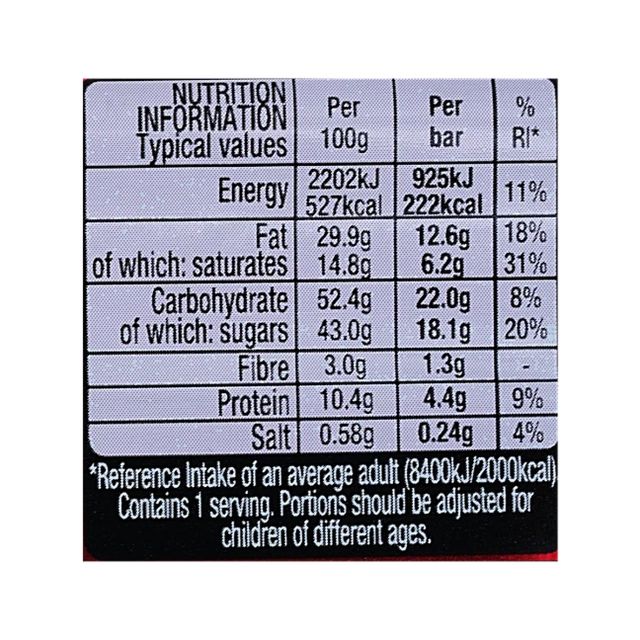 NUTRITION INFORMATION Typical values Per 100g Per bar % RI*
Energy 2202kJ 527kcal 925kJ 222kcal 11%
Fat 29.9g 12.6g 18%
of which: saturates 14.8g 6.2g 31%
Carbohydrate 52.4g 22.0g 8%
of which: sugars 43.0g 18.1g 20%
Fibre 3.0g 1.3g -
Protein 10.4g 4.4g 9%
Salt 0.58g 0.24g 4%
*Reference Intake of an average adult (8400kJ/2000kcal)
Contains 1 serving. Portions should be adjusted for
children of different ages.